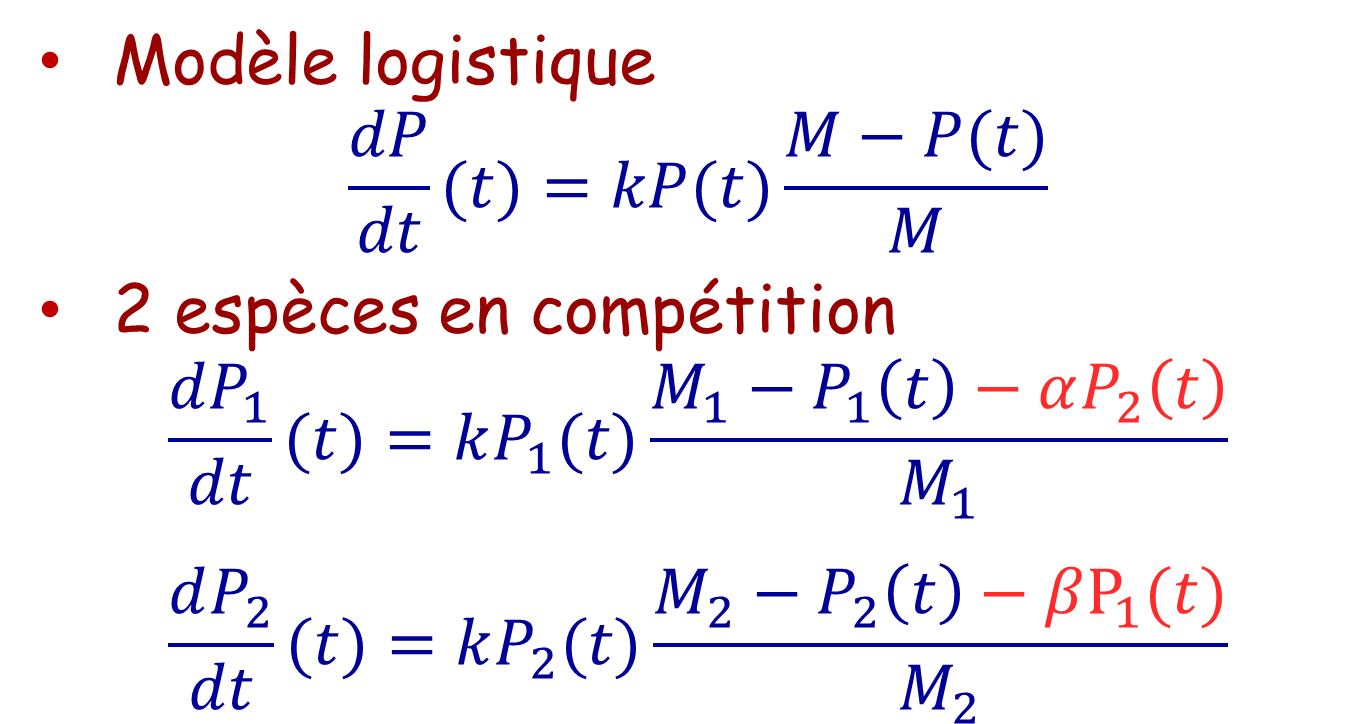 • Modèle logistique
dP/dt (t) = kP(t) (M − P(t))/M
• 2 espèces en compétition
dP₁/dt (t) = kP₁(t) (M₁ − P₁(t) − αP₂(t))/M₁
dP₂/dt (t) = kP₂(t) (M₂ − P₂(t) − βP₁(t))/M₂